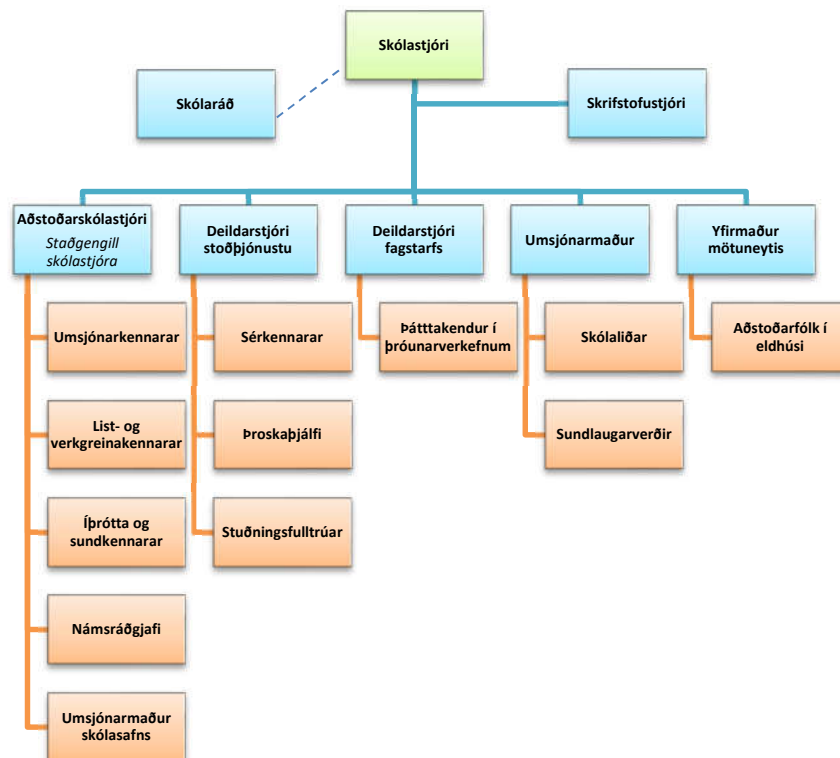 Skólastjóri
Skólaráð
Skrifstofustjóri
Aðstoðarskólastjóri
Staðgengill
skólastjóra
Deildarstjóri
stoðþjónustu
Deildarstjóri
fagstarfs
Umsjónarmaður
Yfirmaður
mötuneytis
Umsjónarkennarar
Sérkennarar
Þátttakendur í
þróunarverkefnum
Skólaliðar
Aðstoðarfólk í
eldhúsi
List- og
verkgreinakennarar
Þroskaþjálfi
Sundlaugarverðir
Íþrótta og
sundkennarar
Stuðningsfulltrúar
Námsráðgjafi
Umsjónarmaður
skólasafns